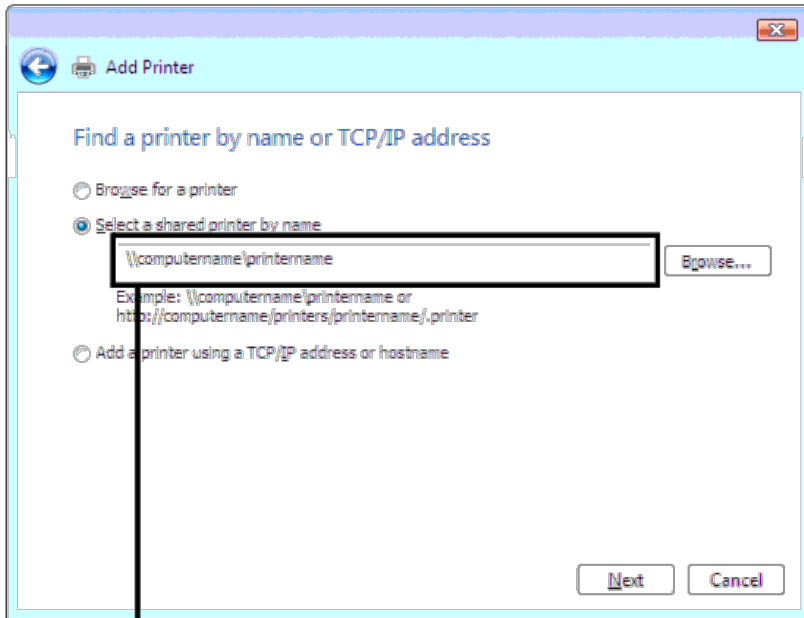 Add Printer
Find a printer by name or TCP/IP address
Browse for a printer
Select a shared printer by name
\\computername\printername
Browse...
Example: \\computername\printername or
http://computername/printers/printername/.printer
Add a printer using a TCP/IP address or hostname
Next
Cancel